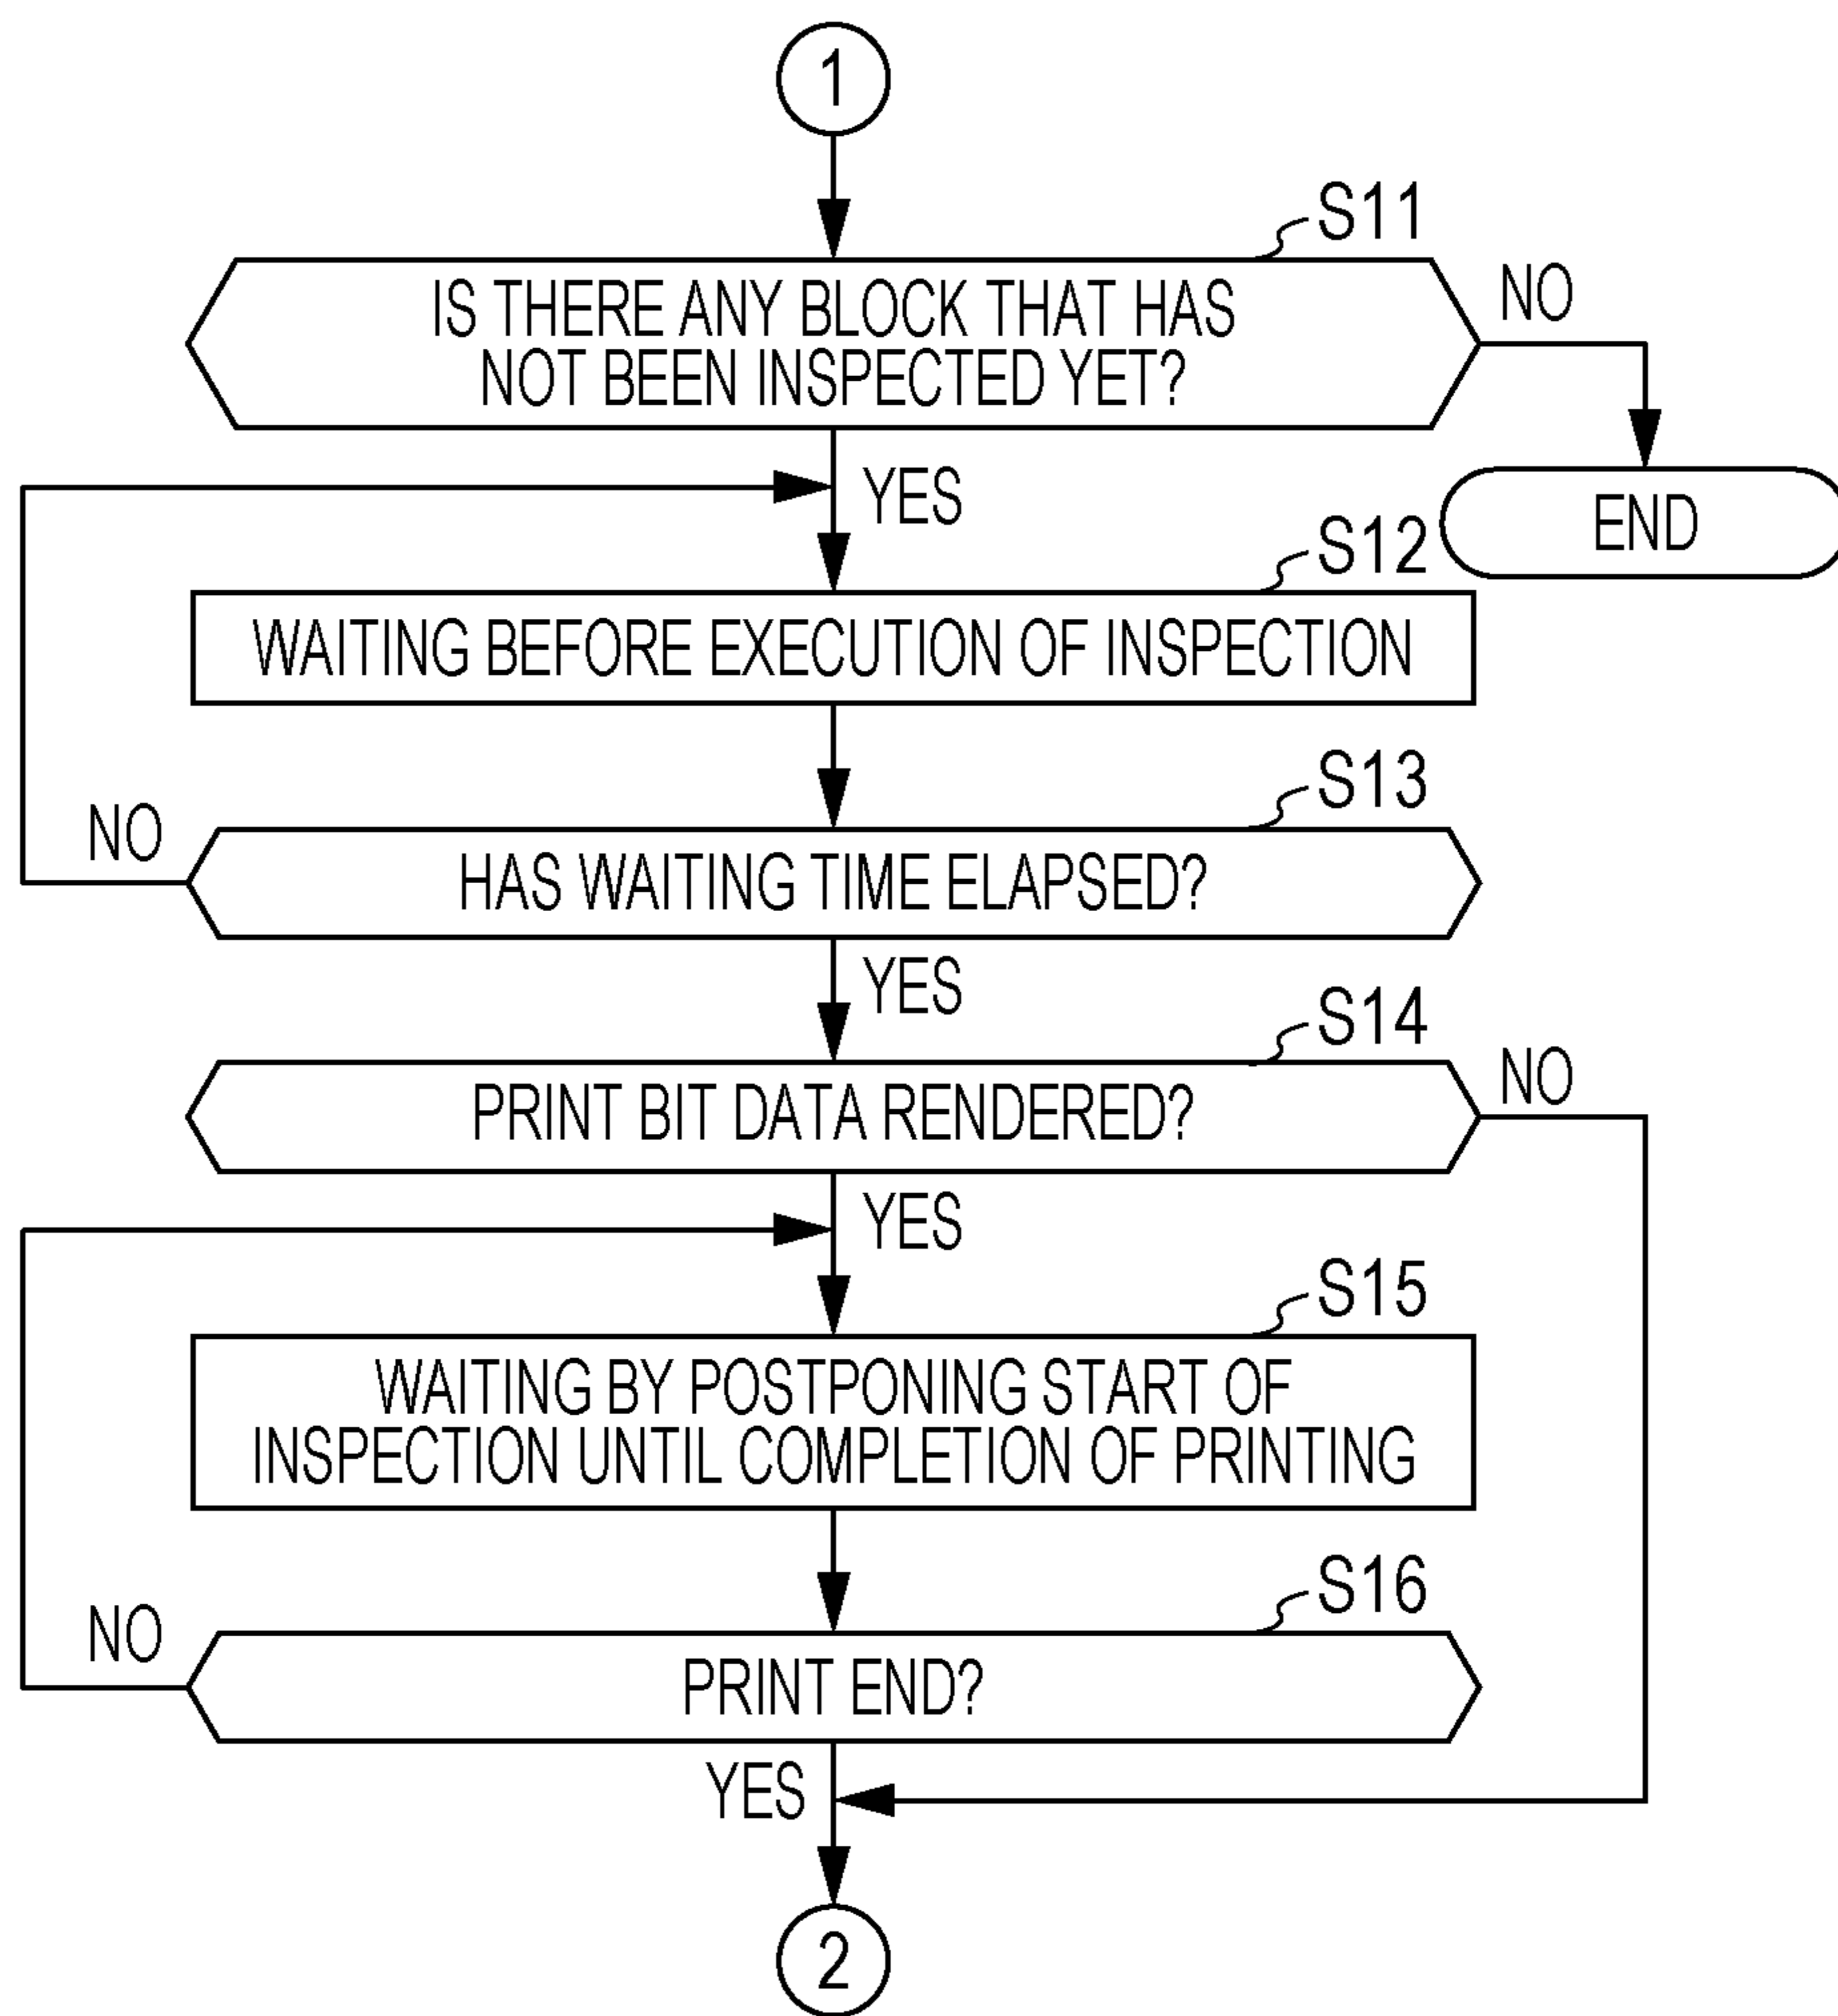 1
S11
IS THERE ANY BLOCK THAT HAS
NOT BEEN INSPECTED YET?
NO
YES
END
S12
WAITING BEFORE EXECUTION OF INSPECTION
S13
NO
HAS WAITING TIME ELAPSED?
YES
S14
NO
PRINT BIT DATA RENDERED?
YES
S15
WAITING BY POSTPONING START OF
INSPECTION UNTIL COMPLETION OF PRINTING
S16
NO
PRINT END?
YES
2